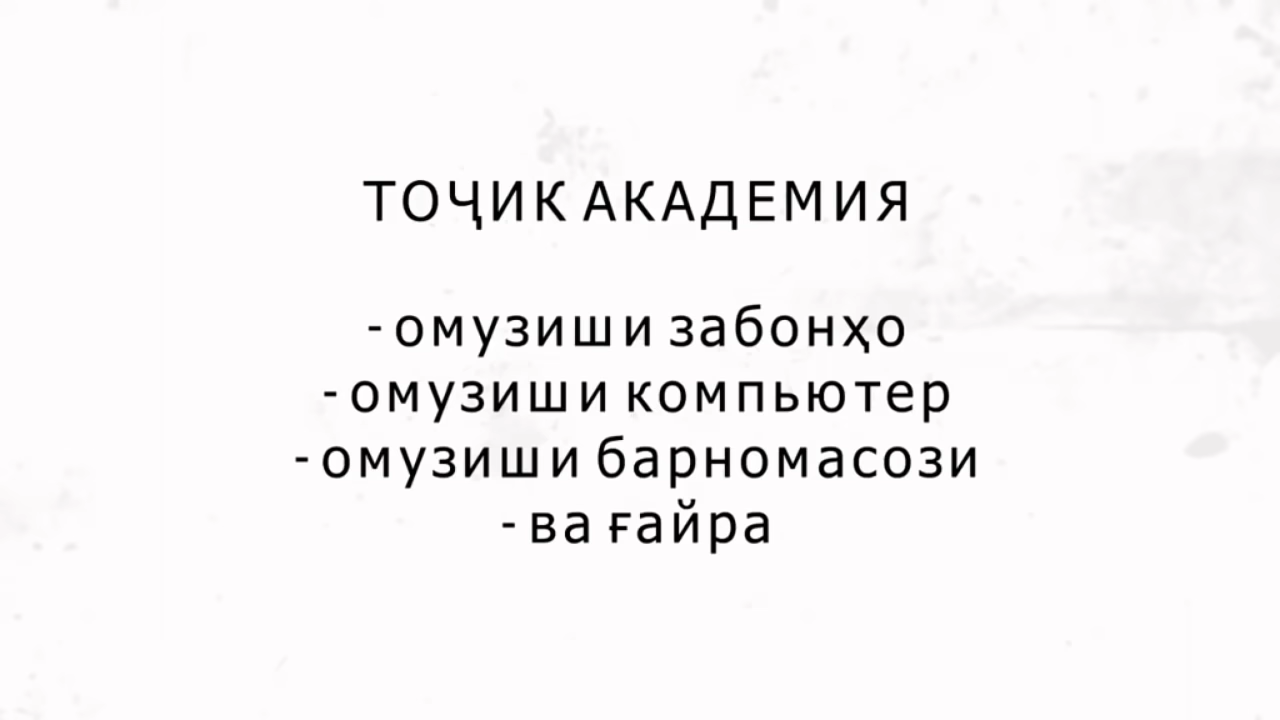 ТОҶИК АКАДЕМИЯ
- омузиши забонҳо
- омузиши компьютер
- омузиши барномасози
- ва ғайра